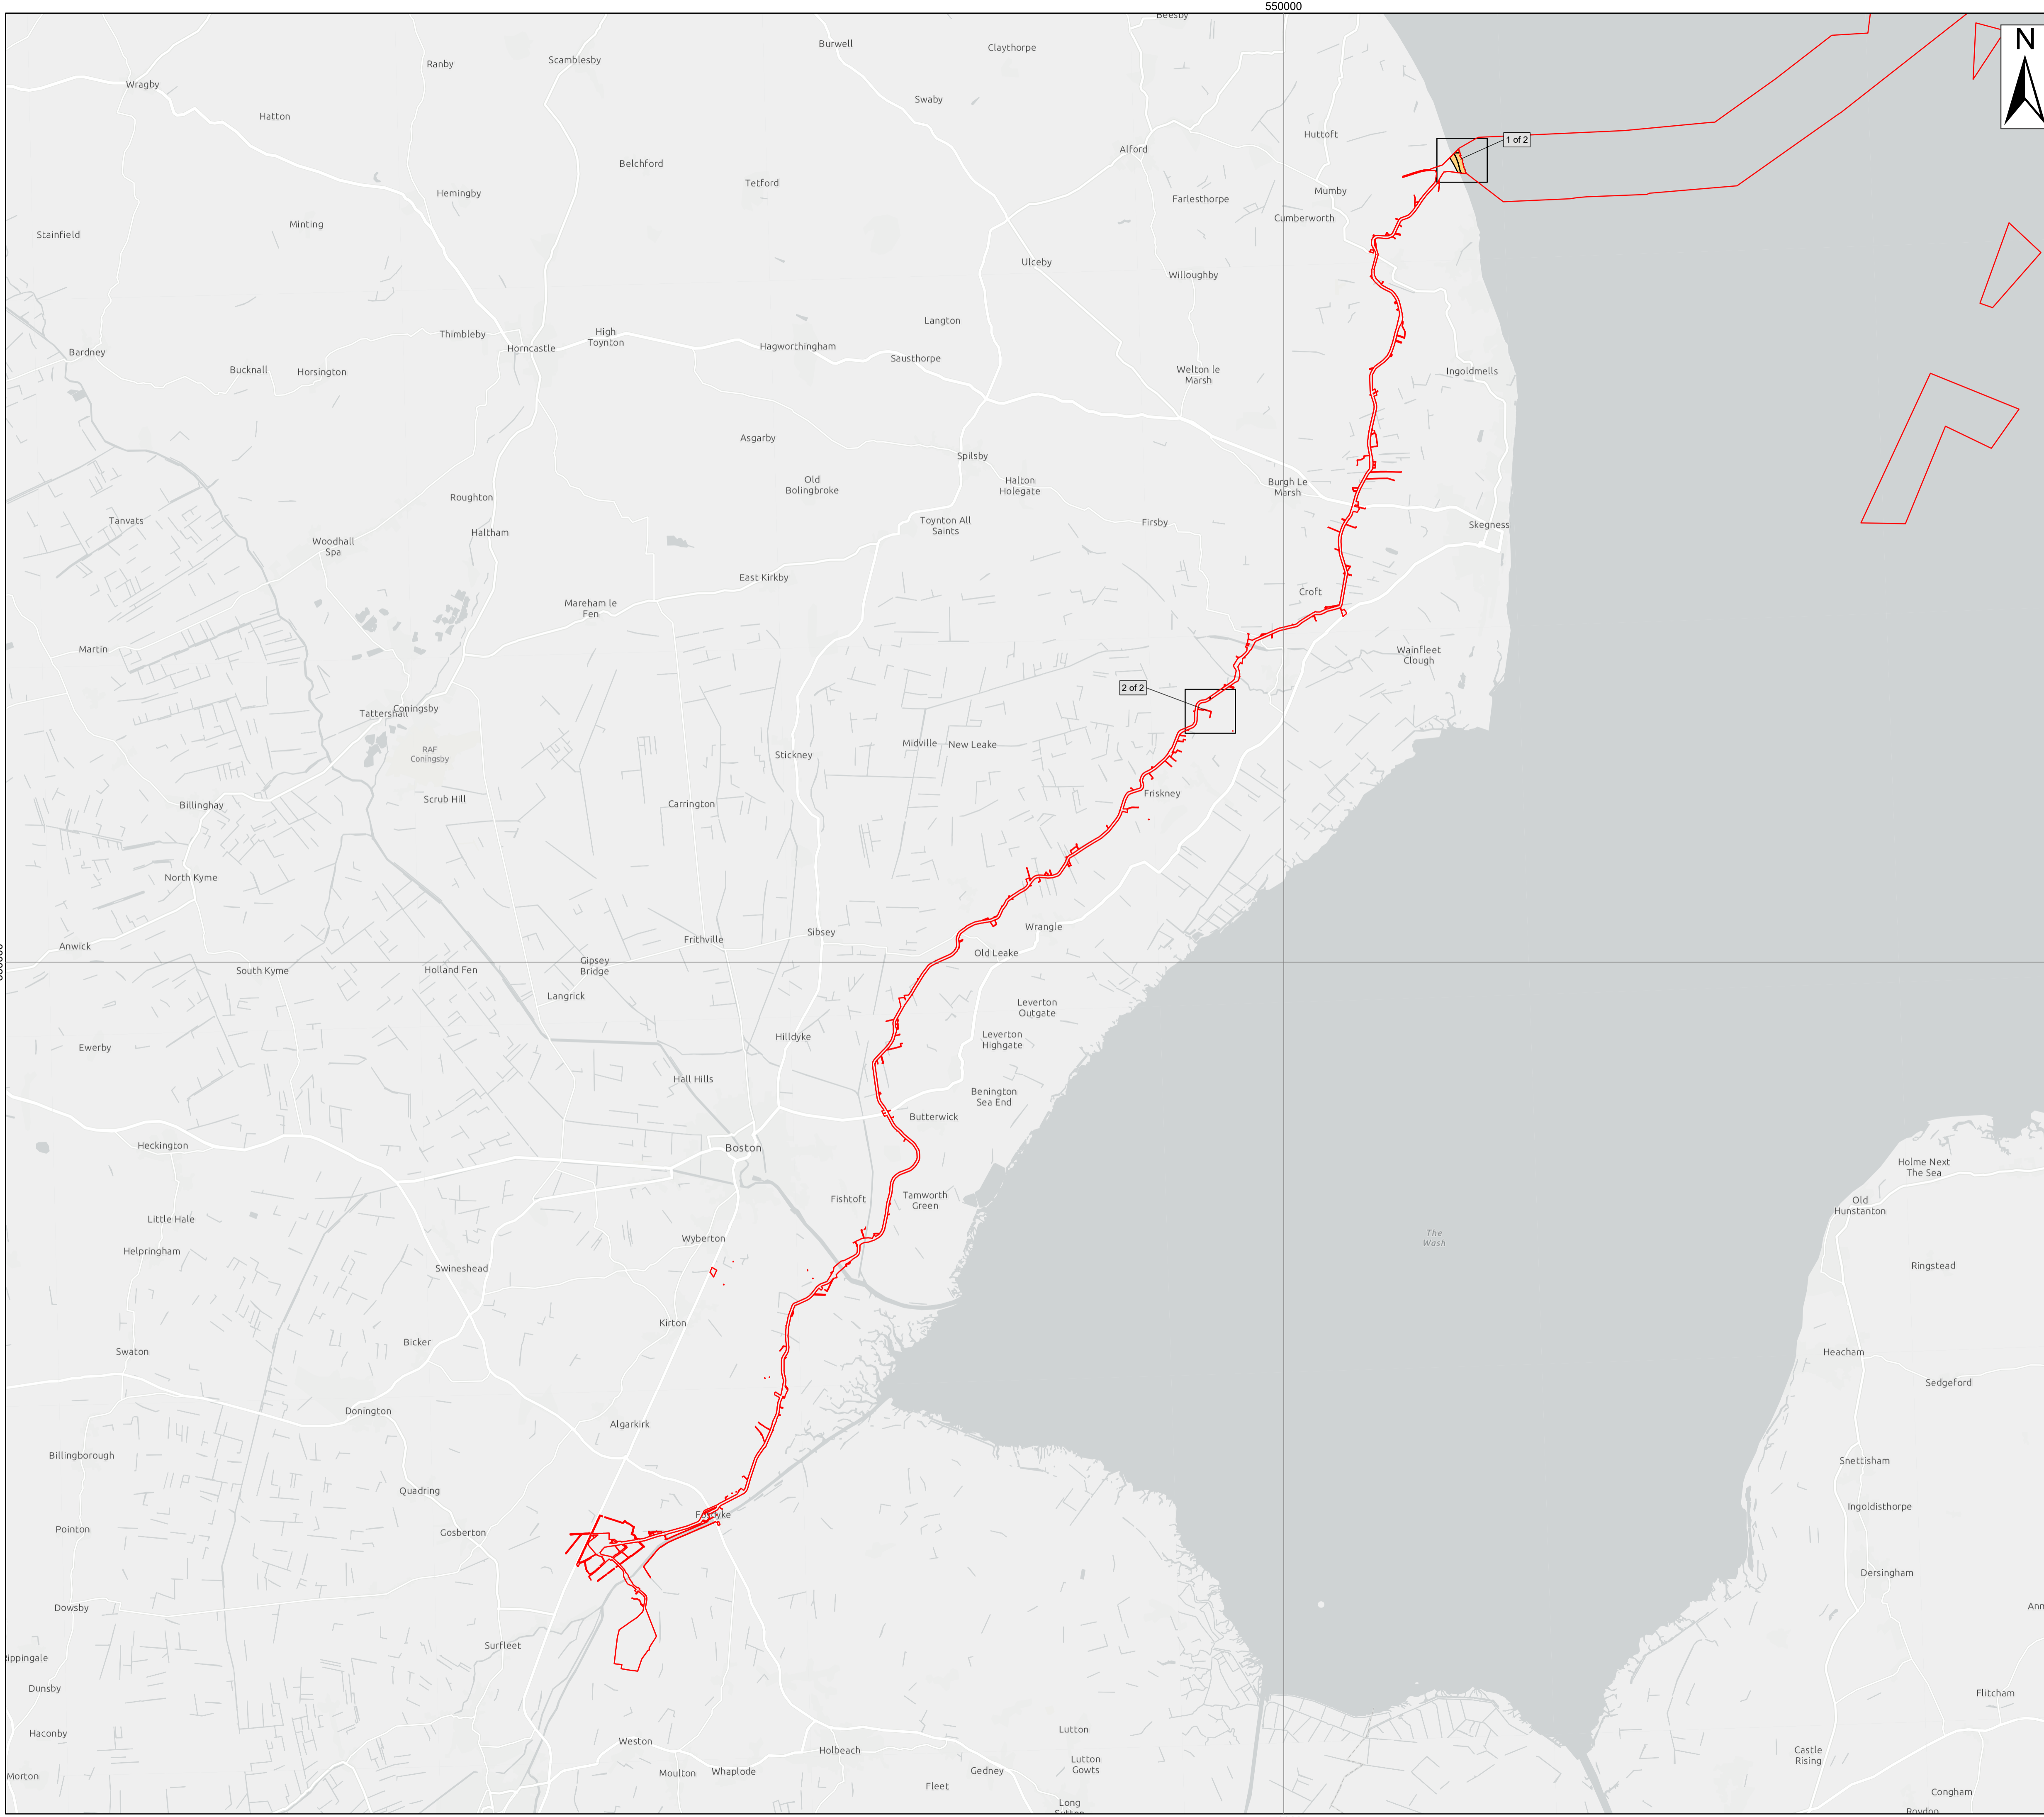 550000
Beesby
Burwell
Claythorpe
Scamblesby
Ranby
N
Wragby
Swaby
Hatton
Huttoft
1 of 2
Alford
Belchford
Tetford
Mumby
Hemingby
Farlesthorpe
Cumberworth
Minting
Stainfield
Ulceby
Willoughby
Langton
Thimbleby
High
Toynton
Horncastle
Hagworthingham
Bardney
Sausthorpe
Bucknall
Horsington
Welton le
Marsh
Ingoldmells
Asgarby
Spilsby
Old
Bolingbroke
Halton
Holegate
Burgh Le
Marsh
Roughton
Tanvats
Toynton All
Saints
Firsby
Skegness
Haltham
Woodhall
Spa
East Kirkby
Croft
Mareham le
Fen
Martin
Wainfleet
Clough
2 of 2
Coningsby
Tattershall
Midville
New Leake
RAF
Coningsby
Stickney
Friskney
Scrub Hill
Carrington
Billinghay
North Kyme
Wrangle
Sibsey
Frithville
Anwick
Old Leake
Gipsey
Bridge
South Kyme
Holland Fen
Langrick
Leverton
Outgate
Hilldyke
Leverton
Highgate
Ewerby
Hall Hills
Benington
Sea End
Butterwick
Heckington
Boston
Holme Next
The Sea
Fishtoft
Tamworth
Green
Old
Hunstanton
Little Hale
Wyberton
The
Wash
Helpringham
Swineshead
Ringstead
Kirton
Bicker
Swaton
Heacham
Sedgeford
Donington
Algarkirk
Billingborough
Snettisham
Quadring
Ingoldisthorpe
Fosdyke
Pointon
Gosberton
Dersingham
Dowsby
Ann
Surfleet
ippingale
Dunsby
Flitcham
Haconby
Lutton
Weston
Holbeach
Castle
Rising
Lutton
Gowts
Moulton
Whaplode
Gedney
Morton
Fleet
Congham
Long
Sutton
Roydon